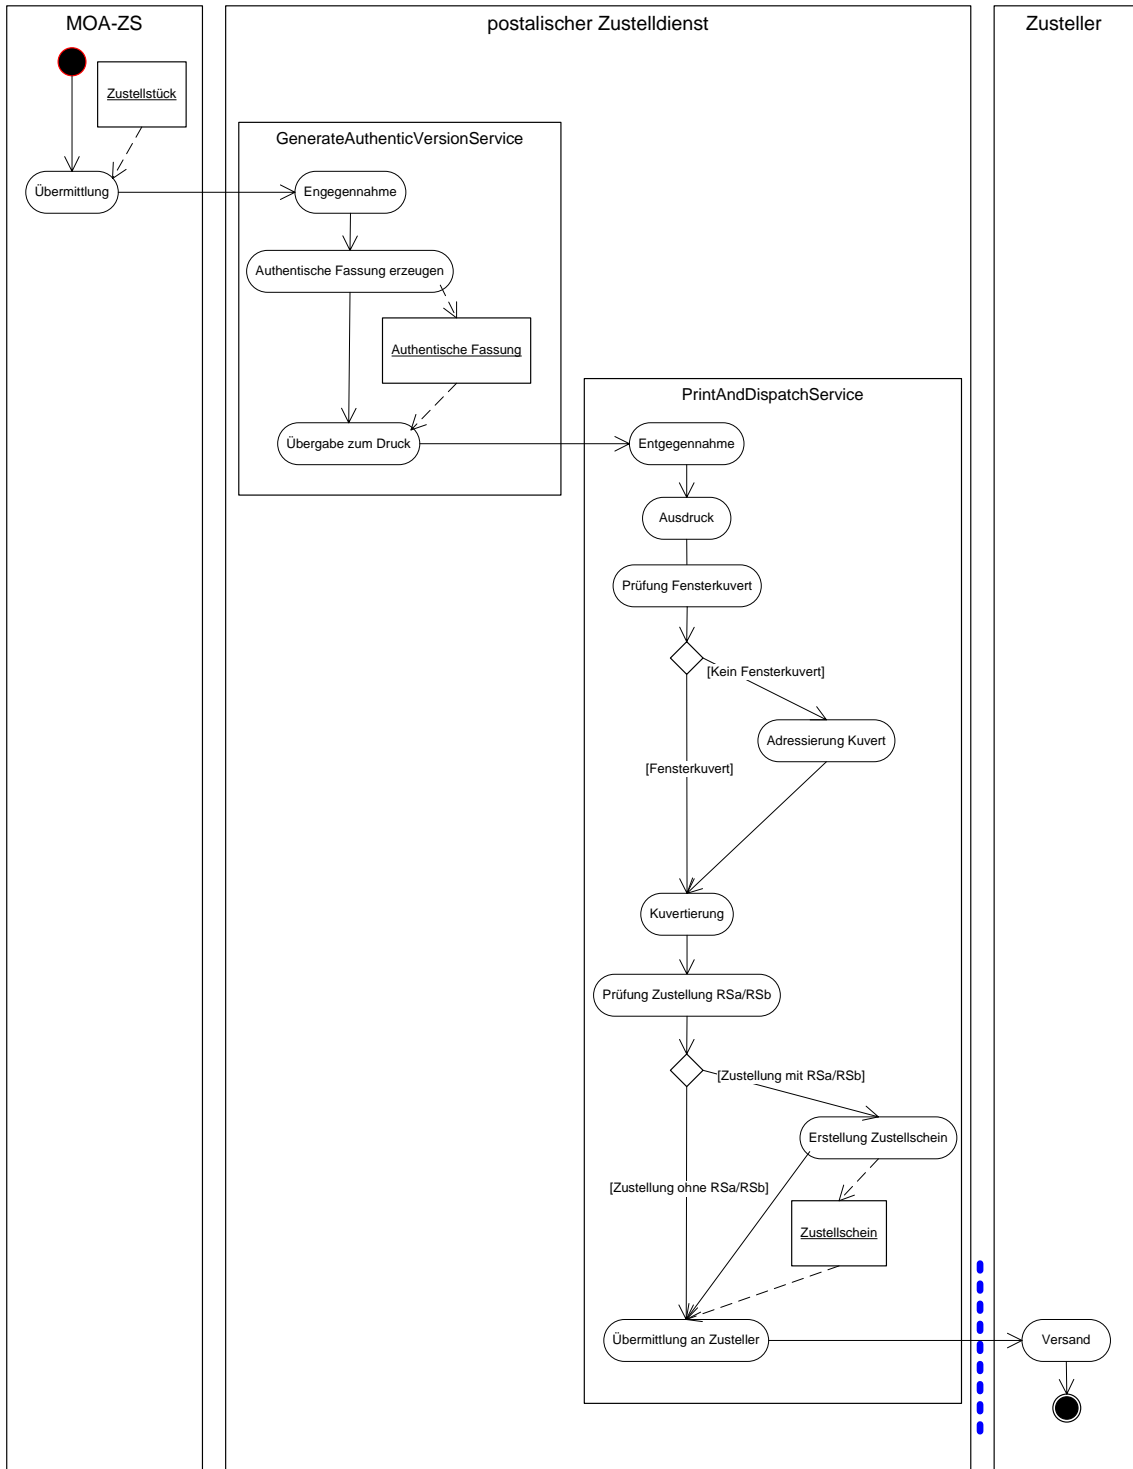 MOA-ZS
postalischer Zustelldienst
Zusteller
Zustellstück
GenerateAuthenticVersionService
Übermittlung
Engegennahme
Authentische Fassung erzeugen
Authentische Fassung
PrintAndDispatchService
Übergabe zum Druck
Entgegennahme
Ausdruck
Prüfung Fensterkuvert
[Kein Fensterkuvert]
Adressierung Kuvert
[Fensterkuvert]
Kuvertierung
Prüfung Zustellung RSa/RSb
[Zustellung mit RSa/RSb]
Erstellung Zustellschein
[Zustellung ohne RSa/RSb]
Zustellschein
Übermittlung an Zusteller
Versand